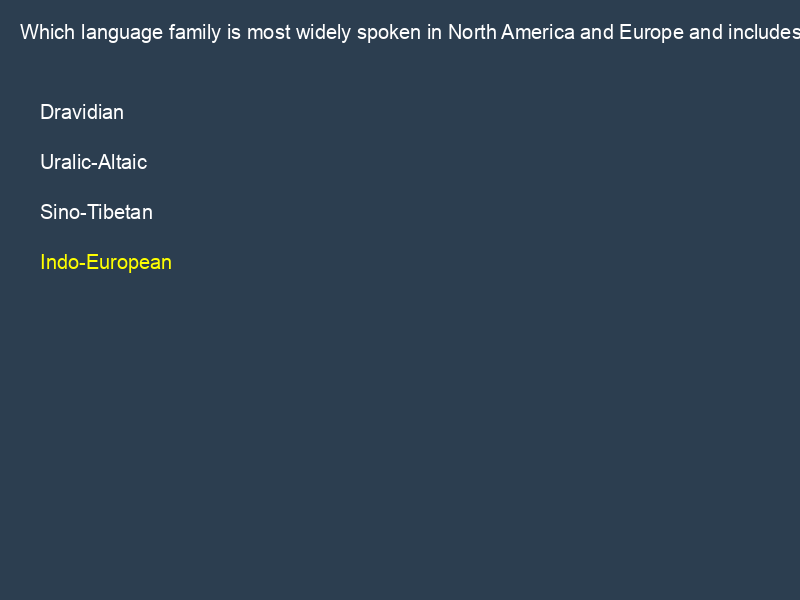 Which language family is most widely spoken in North America and Europe and includes
Dravidian
Uralic-Altaic
Sino-Tibetan
Indo-European